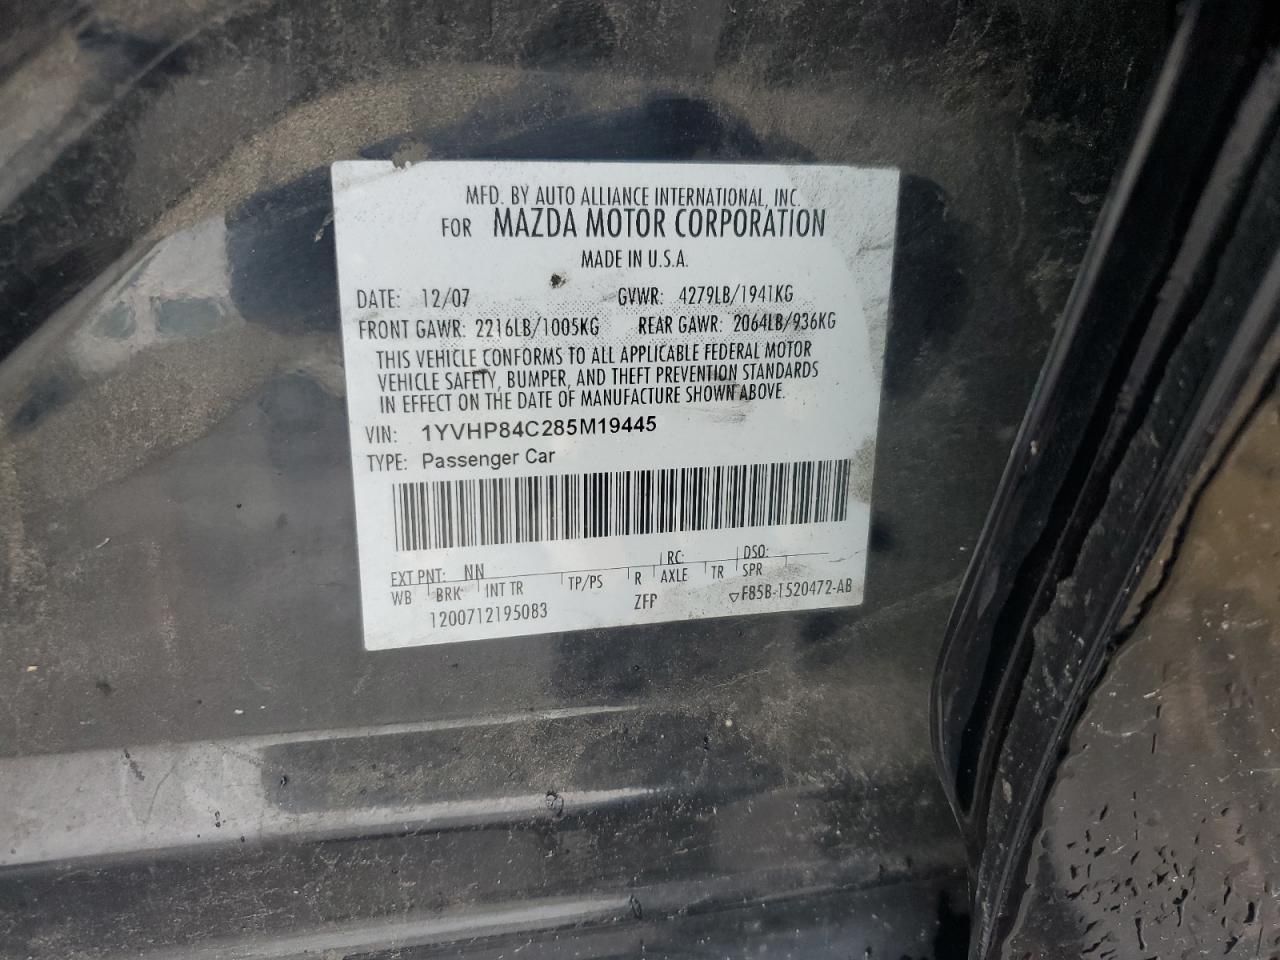 MFD. BY AUTO ALLIANCE INTERNATIONAL, INC.
FOR MAZDA MOTOR CORPORATION
MADE IN U.S.A.
DATE: 12/07 GVWR: 4279LB/1941KG
FRONT GAWR: 2216LB/1005KG REAR GAWR: 2064LB/936KG
THIS VEHICLE CONFORMS TO ALL APPLICABLE FEDERAL MOTOR
VEHICLE SAFETY, BUMPER, AND THEFT PREVENTION STANDARDS
IN EFFECT ON THE DATE OF MANUFACTURE SHOWN ABOVE.
VIN: 1YVHP84C285M19445
TYPE: Passenger Car
EXT PNT: NN RC: DSO:
WB BRK INT TR TP/PS R AXLE TR SPR
1200712195083 ZFP ▽F85B-1520472-AB